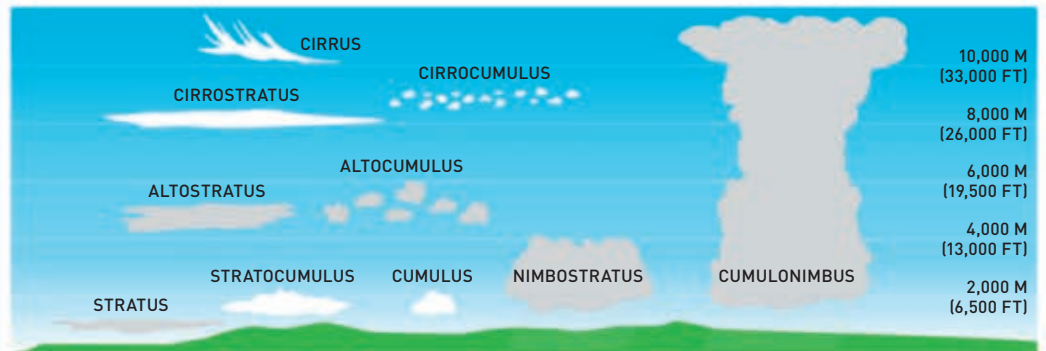 CIRRUS
CIRROCUMULUS
CIRROSTRATUS
ALTOCUMULUS
ALTOSTRATUS
STRATOCUMULUS
CUMULUS
NIMBOSTRATUS
CUMULONIMBUS
STRATUS
10,000 M
(33,000 FT)
8,000 M
(26,000 FT)
6,000 M
(19,500 FT)
4,000 M
(13,000 FT)
2,000 M
(6,500 FT)